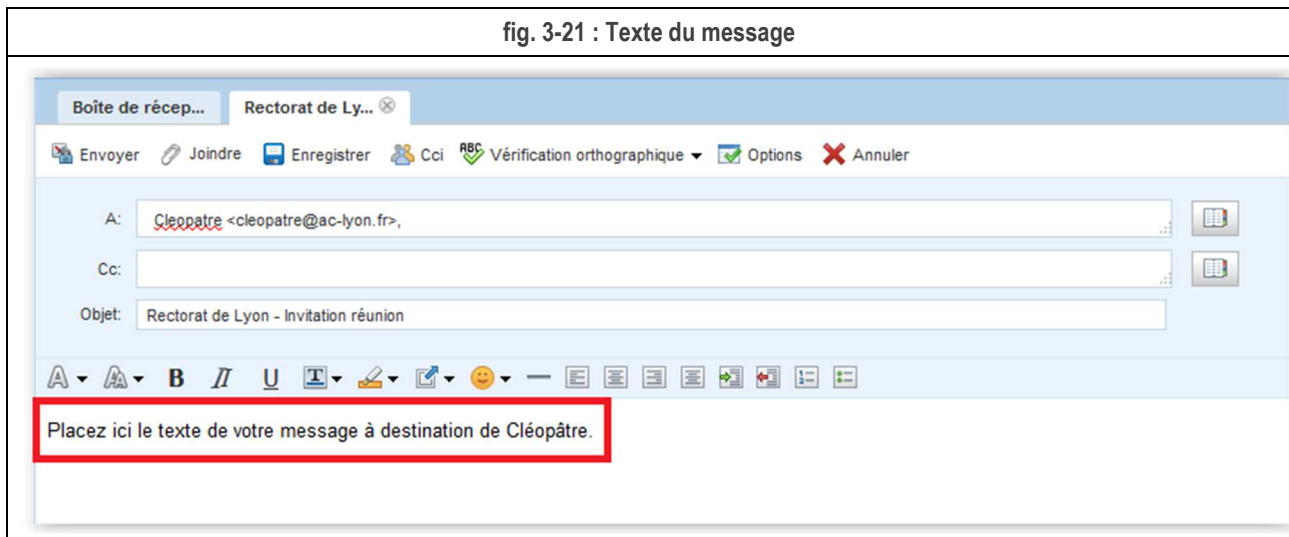 fig. 3-21 : Texte du message
Boîte de récep... Rectorat de Ly...
Envoyer Joindre Enregistrer Cci ABC Vérification orthographique Options Annuler
A: Cleopatre <cleopatre@ac-lyon.fr>,
Cc:
Objet: Rectorat de Lyon - Invitation réunion
A AA B I U T
Placez ici le texte de votre message à destination de Cléopâtre.